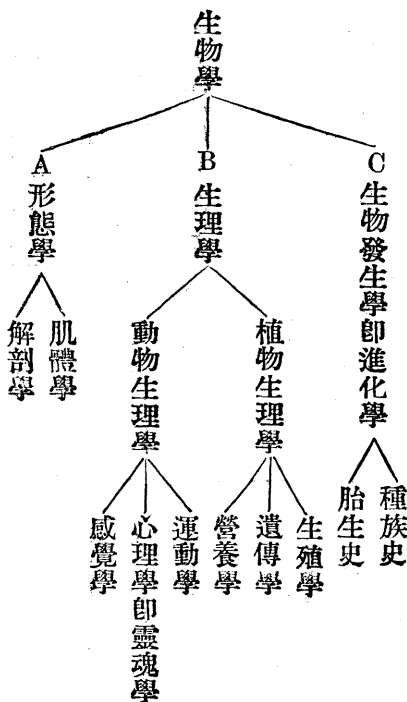 生物學
A 形態學
B 生理學
C 生物發生學卽進化學
解剖學
肌體學
動物生理學
植物生理學
胎生史
種族史
感覺學
心理學卽靈魂學
運動學
營養學
遺傳學
生殖學